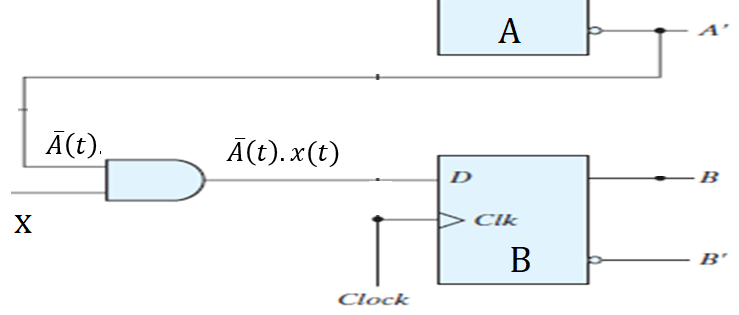 A A'
Ā(t). Ā(t).x(t)
D B
X Clk
B B'
Clock